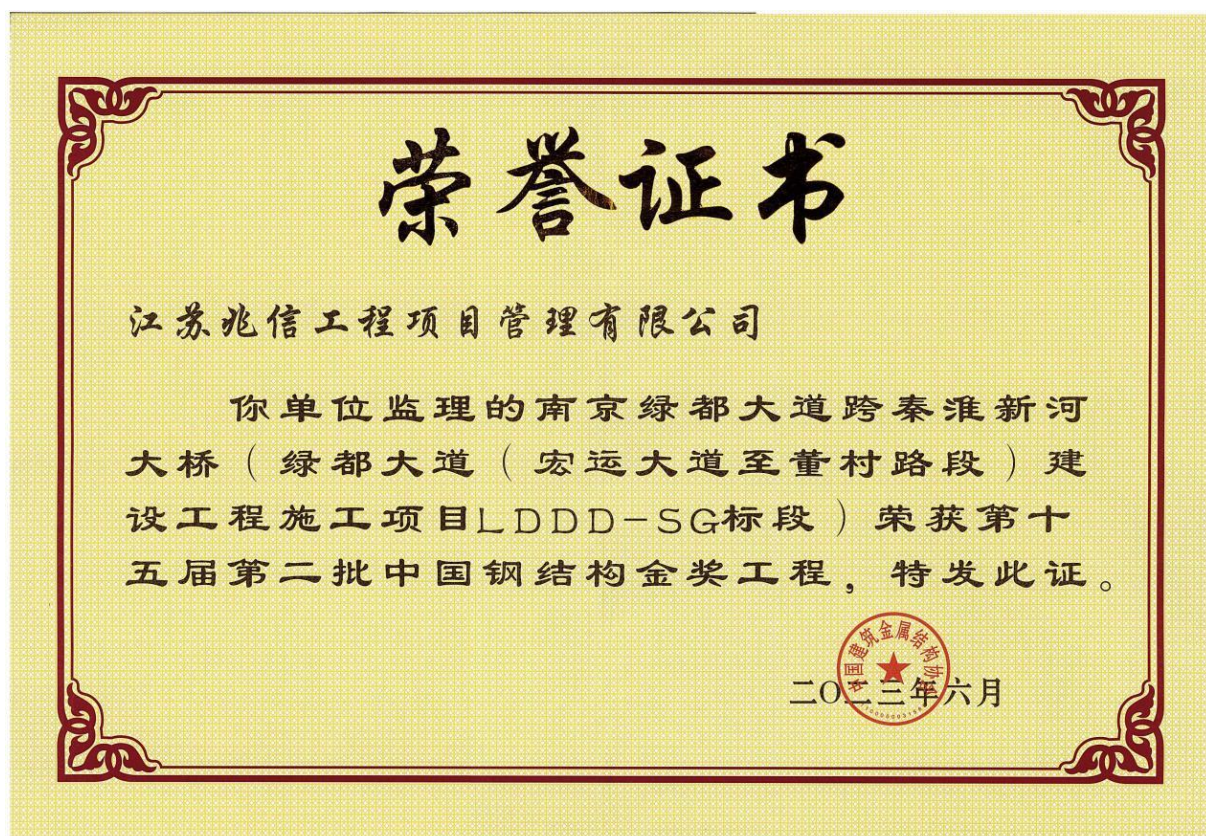 荣誉证书
江苏兆信工程项目管理有限公司
你单位监理的南京绿都大道跨秦淮新河
大桥（绿都大道（宏运大道至董村路段）建
设工程施工项目LDDD-SG标段）荣获第十
五届第二批中国钢结构金奖工程，特发此证。
中国建筑金属结构协会
二〇二三年六月